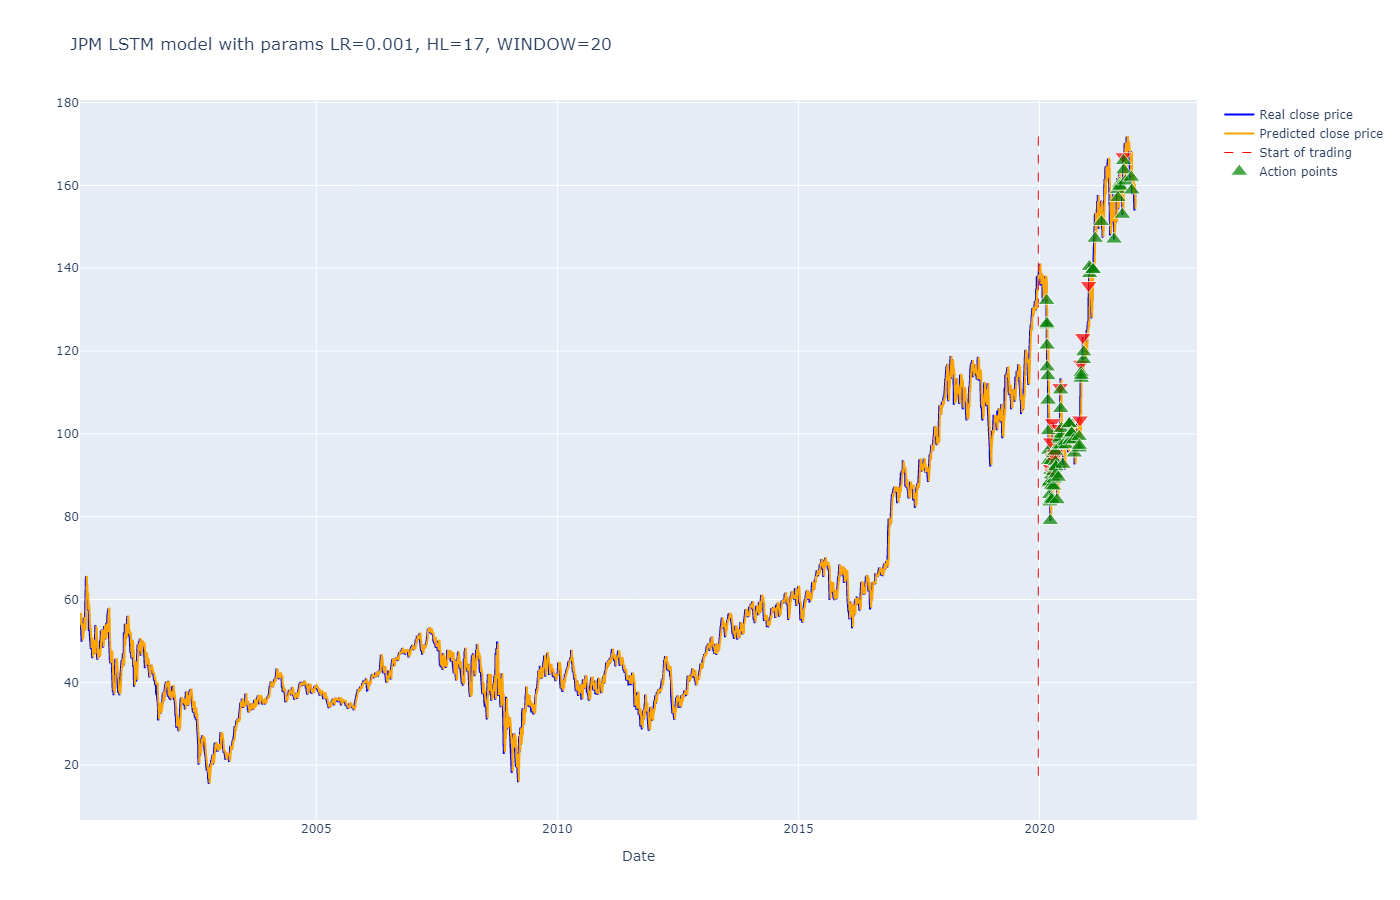 JPM LSTM model with params LR=0.001, HL=17, WINDOW=20
180
160
140
120
100
80
60
40
20
2005
2010
2015
2020
Date
Real close price
Predicted close price
Start of trading
Action points